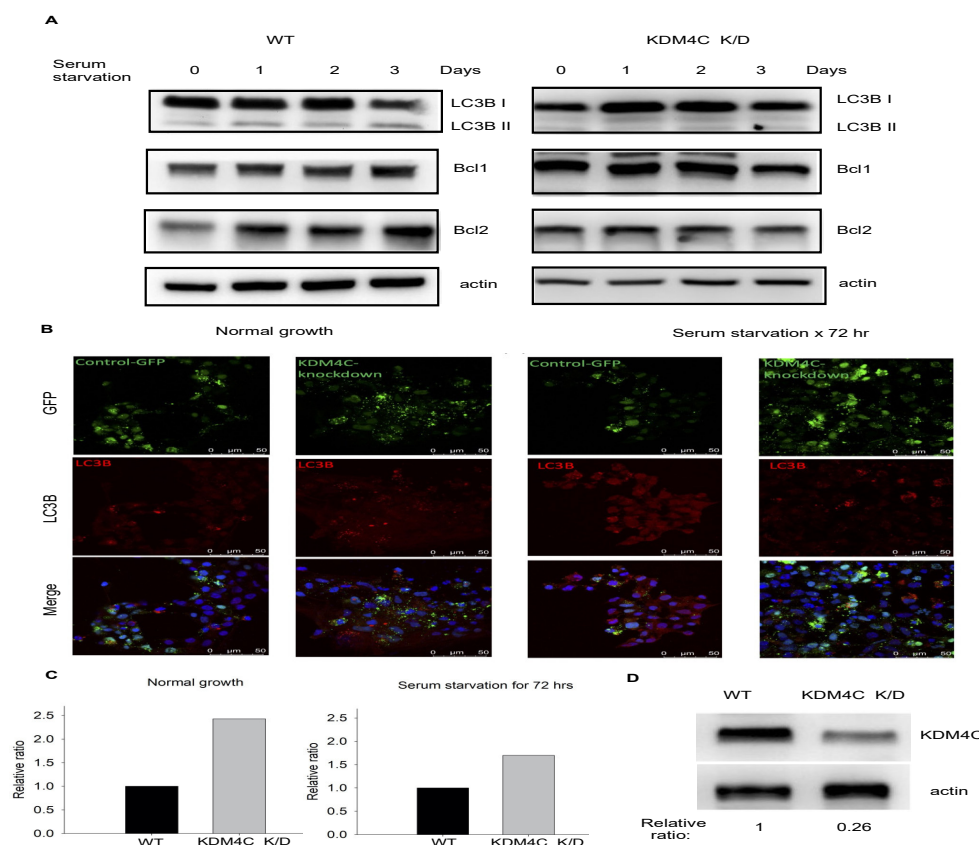 A
WT
KDM4C K/D
Serum
starvation
0 1 2 3 Days
0 1 2 3 Days
LC3B I
LC3B II
LC3B I
LC3B II
Bcl1
Bcl1
Bcl2
Bcl2
actin
actin
B
Normal growth
Serum starvation x 72 hr
GFP
Control-GFP
0 µm 50
KDM4C-
knockdown
0 µm 50
Control-GFP
0 µm 50
KDM4C-
knockdown
0 µm 50
LC3B
LC3B
0 µm 50
LC3B
0 µm 50
LC3B
0 µm 50
LC3B
0 µm 50
Merge
0 µm 50
0 µm 50
0 µm 50
0 µm 50
C
Normal growth
Relative ratio
2.5
2.0
1.5
1.0
0.5
0.0
WT KDM4C K/D
Serum starvation for 72 hrs
Relative ratio
2.5
2.0
1.5
1.0
0.5
0.0
WT KDM4C K/D
D
WT KDM4C K/D
KDM4C
actin
Relative
ratio:
1 0.26